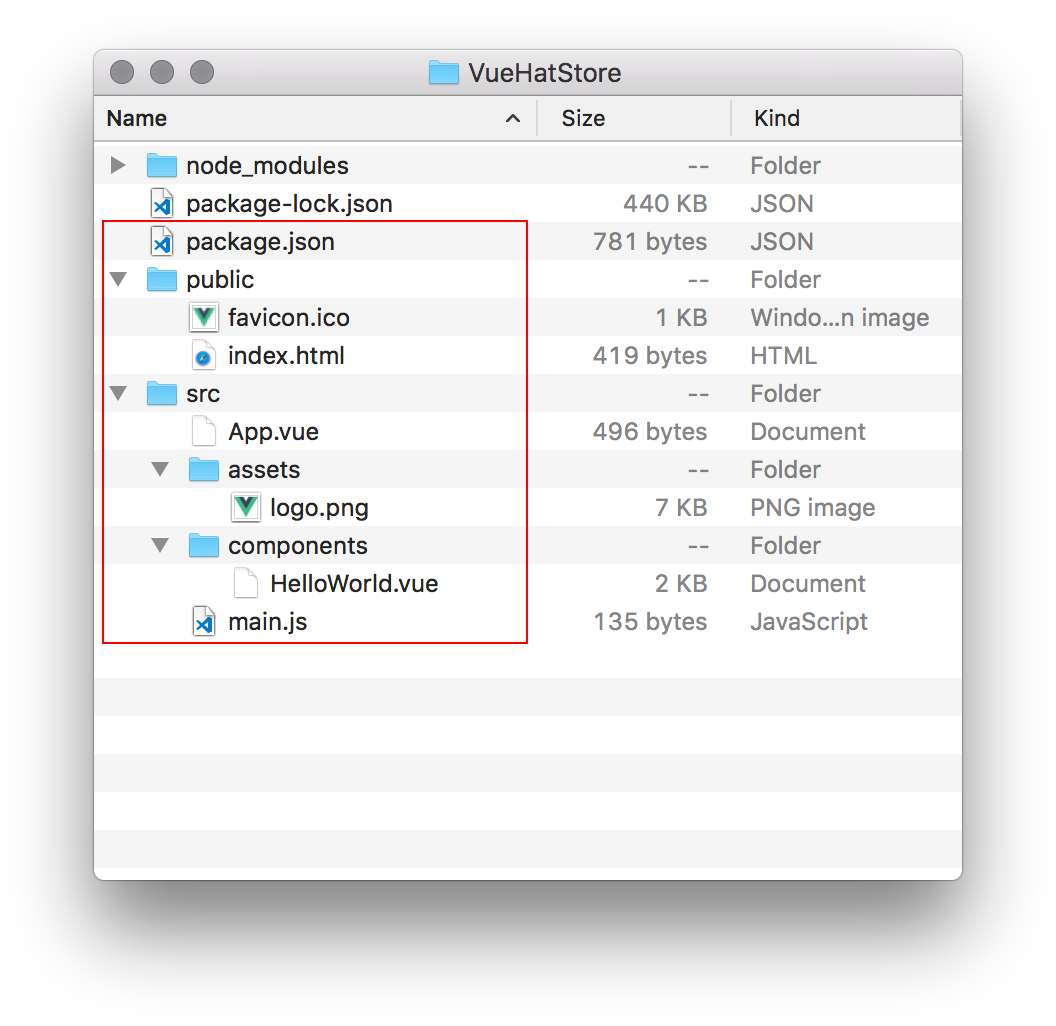 VueHatStore
Name Size Kind
node_modules -- Folder
package-lock.json 440 KB JSON
package.json 781 bytes JSON
public -- Folder
favicon.ico 1 KB Windo...n image
index.html 419 bytes HTML
src -- Folder
App.vue 496 bytes Document
assets -- Folder
logo.png 7 KB PNG image
components -- Folder
HelloWorld.vue 2 KB Document
main.js 135 bytes JavaScript